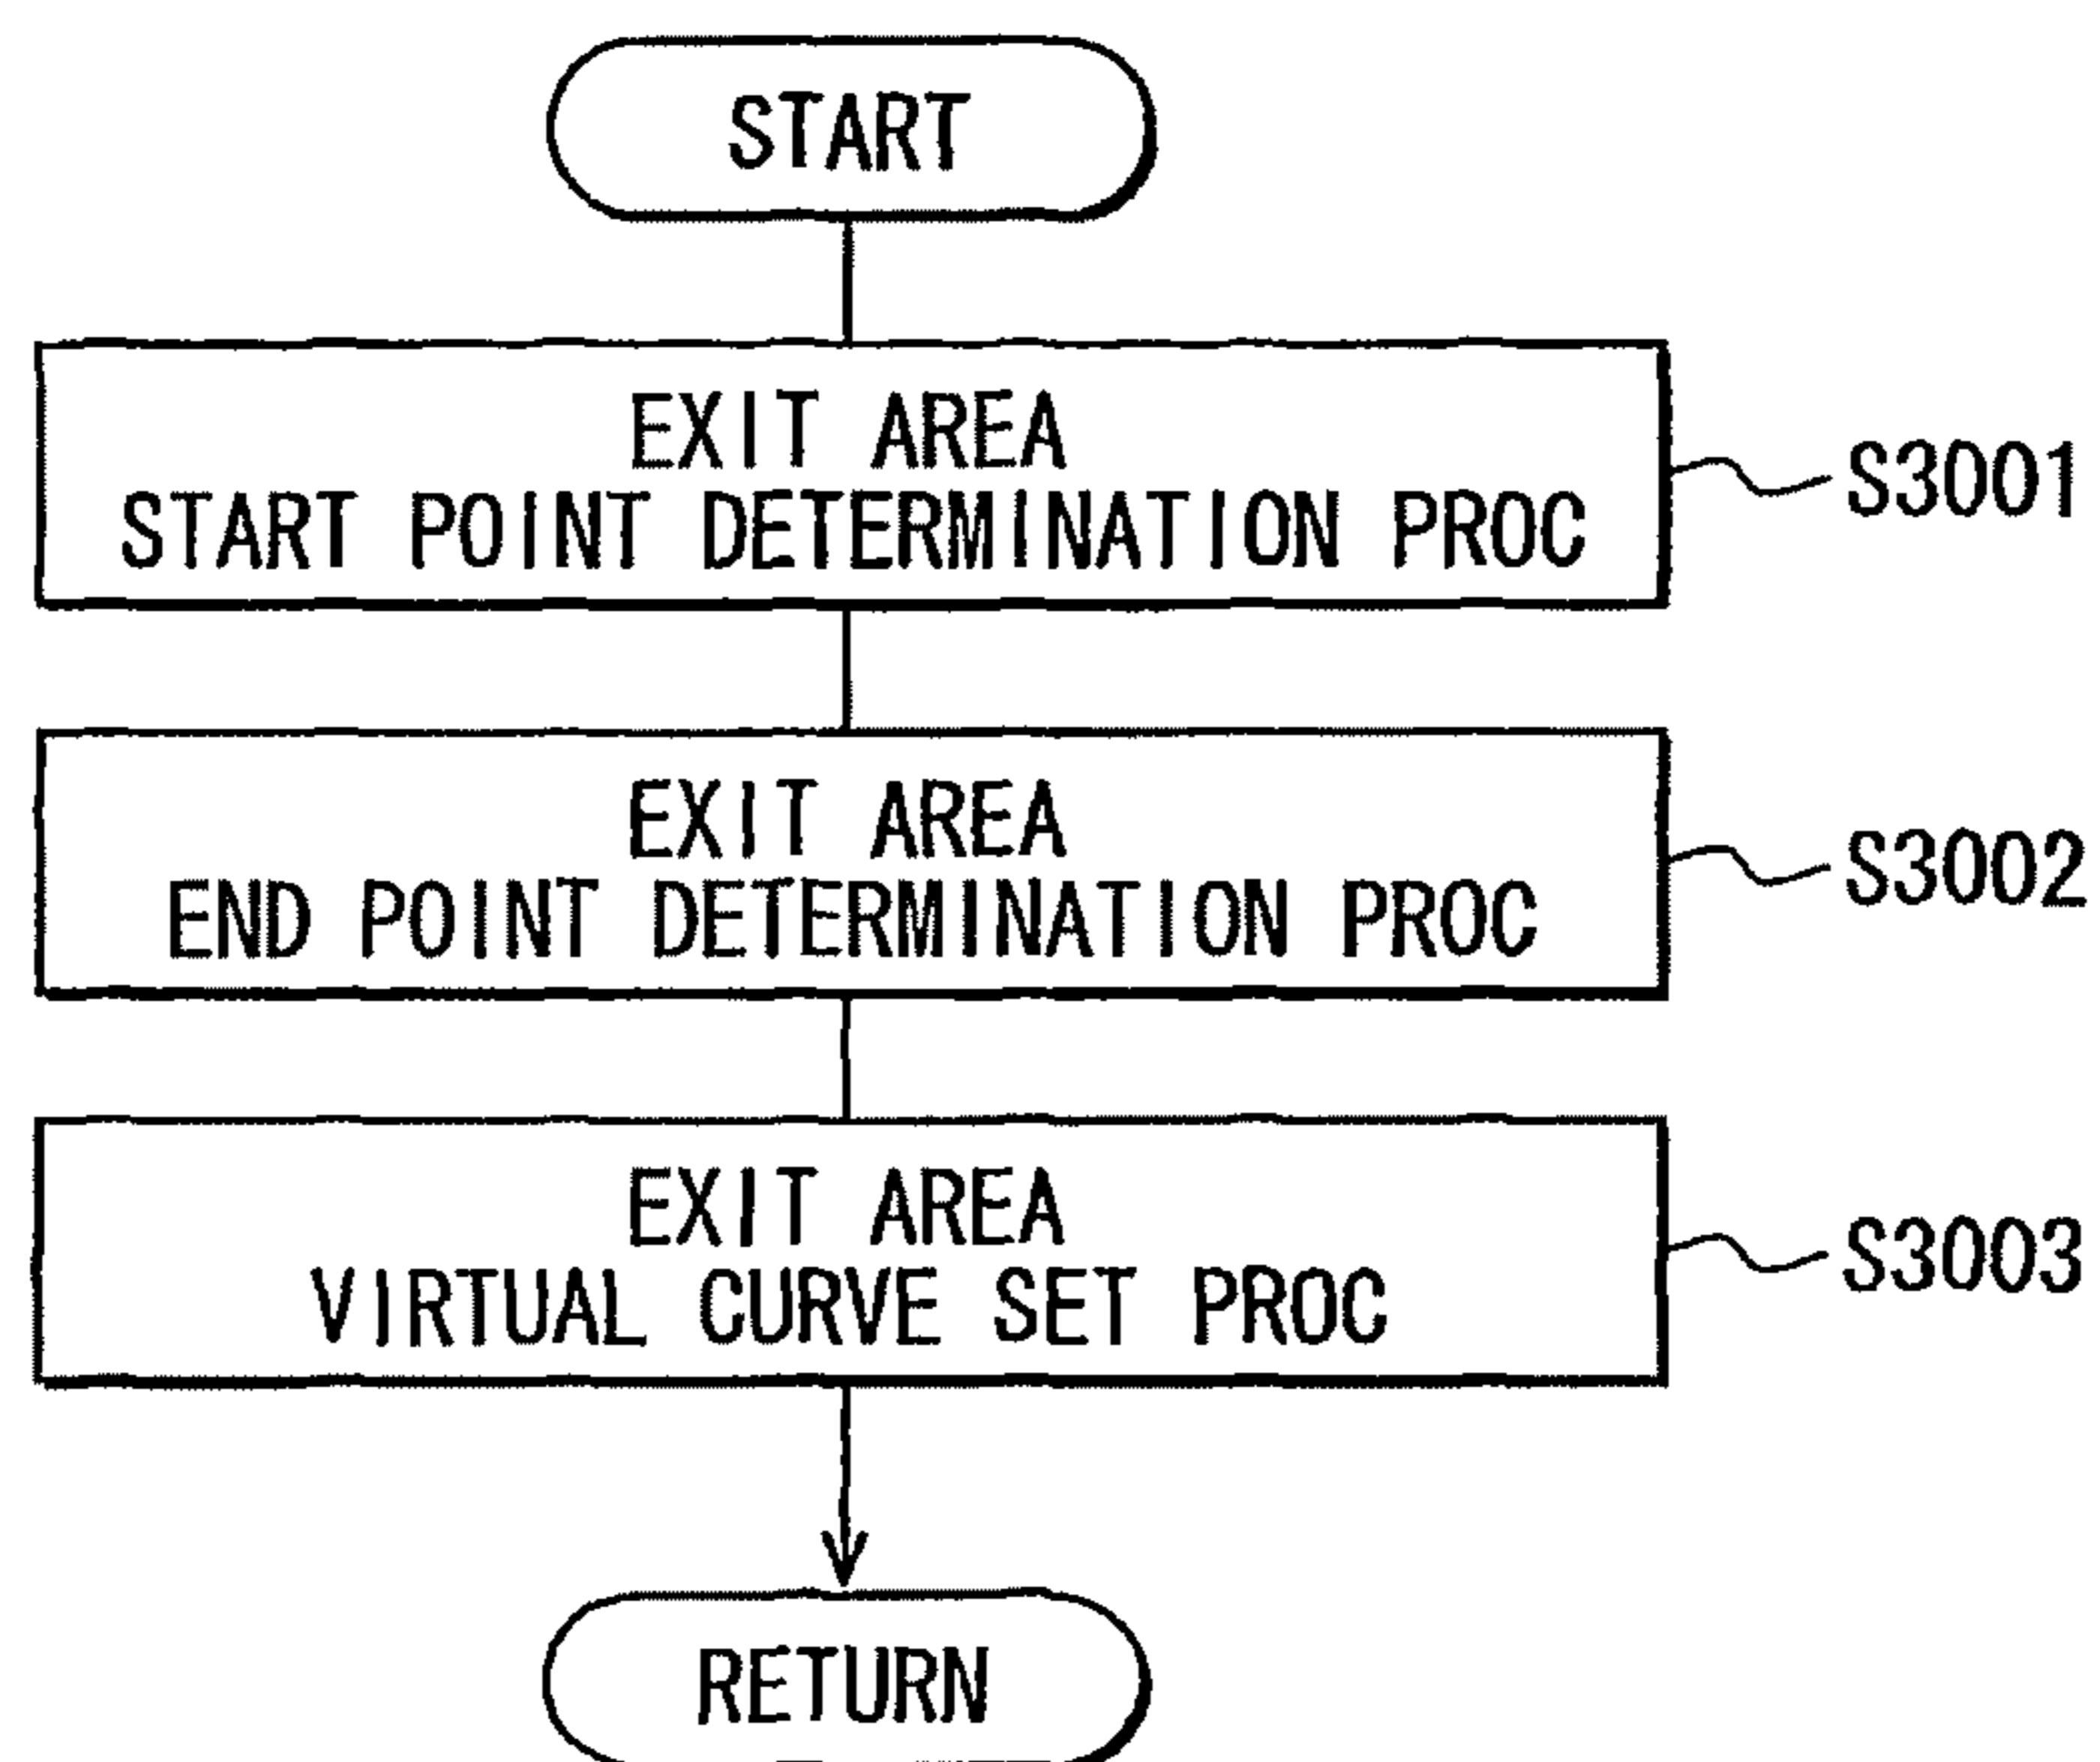 START
EXIT AREA
START POINT DETERMINATION PROC
S3001
EXIT AREA
END POINT DETERMINATION PROC
S3002
EXIT AREA
VIRTUAL CURVE SET PROC
S3003
RETURN